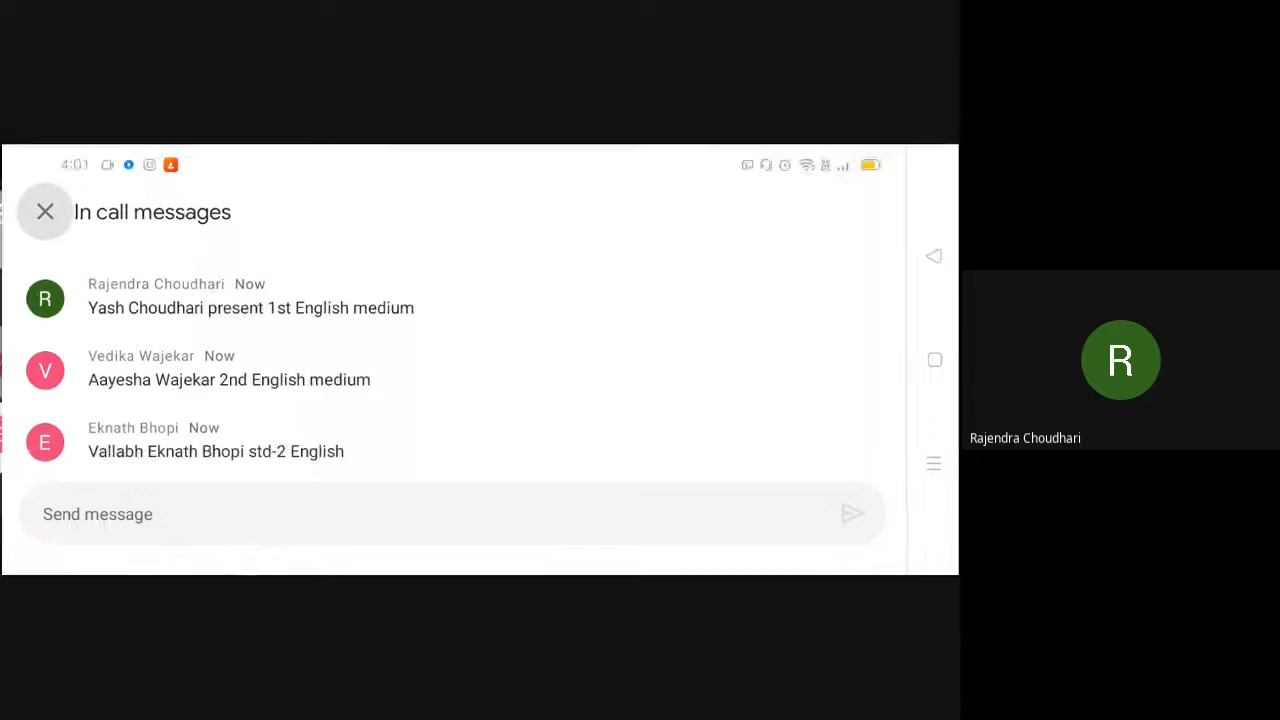 4:01
In call messages
R
Rajendra Choudhari Now
Yash Choudhari present 1st English medium
V
Vedika Wajekar Now
Aayesha Wajekar 2nd English medium
E
Eknath Bhopi Now
Vallabh Eknath Bhopi std-2 English
Send message
R
Rajendra Choudhari